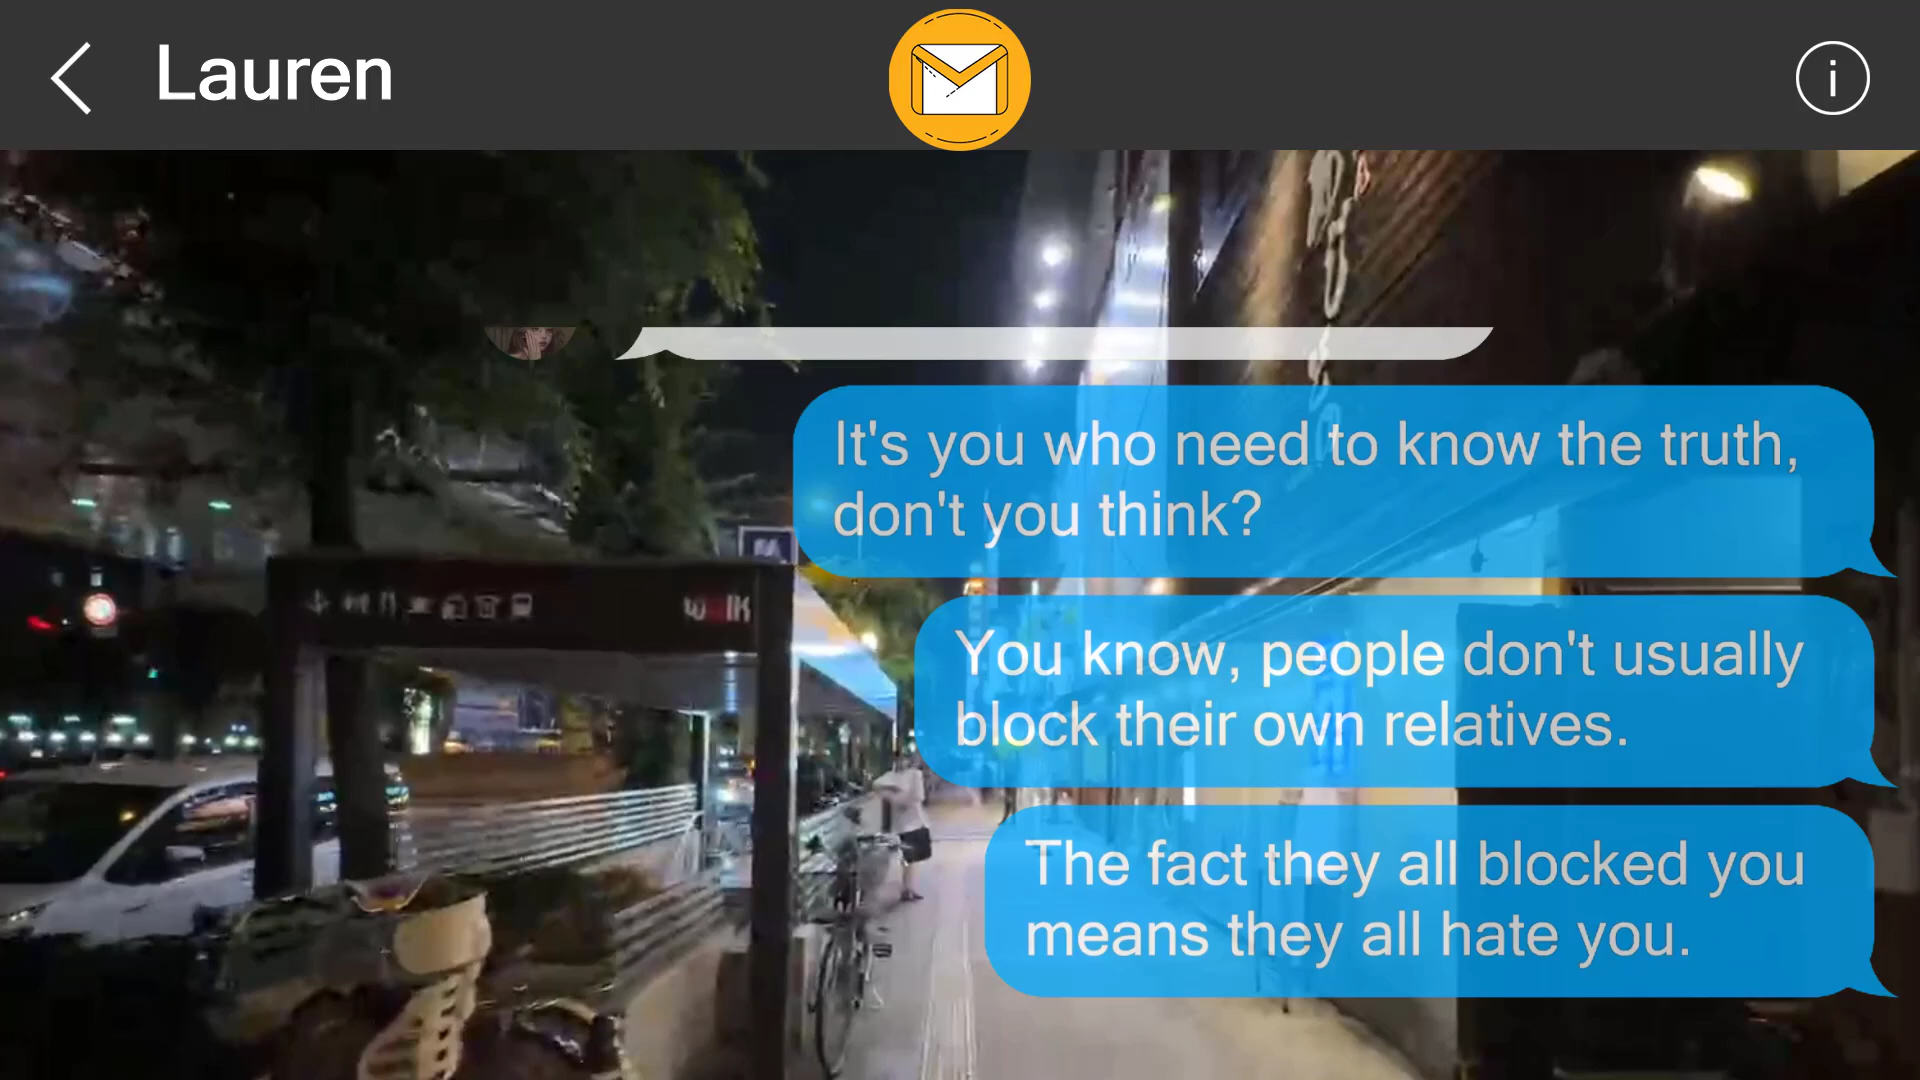 Lauren
It's you who need to know the truth,
don't you think?
You know, people don't usually
block their own relatives.
The fact they all blocked you
means they all hate you.